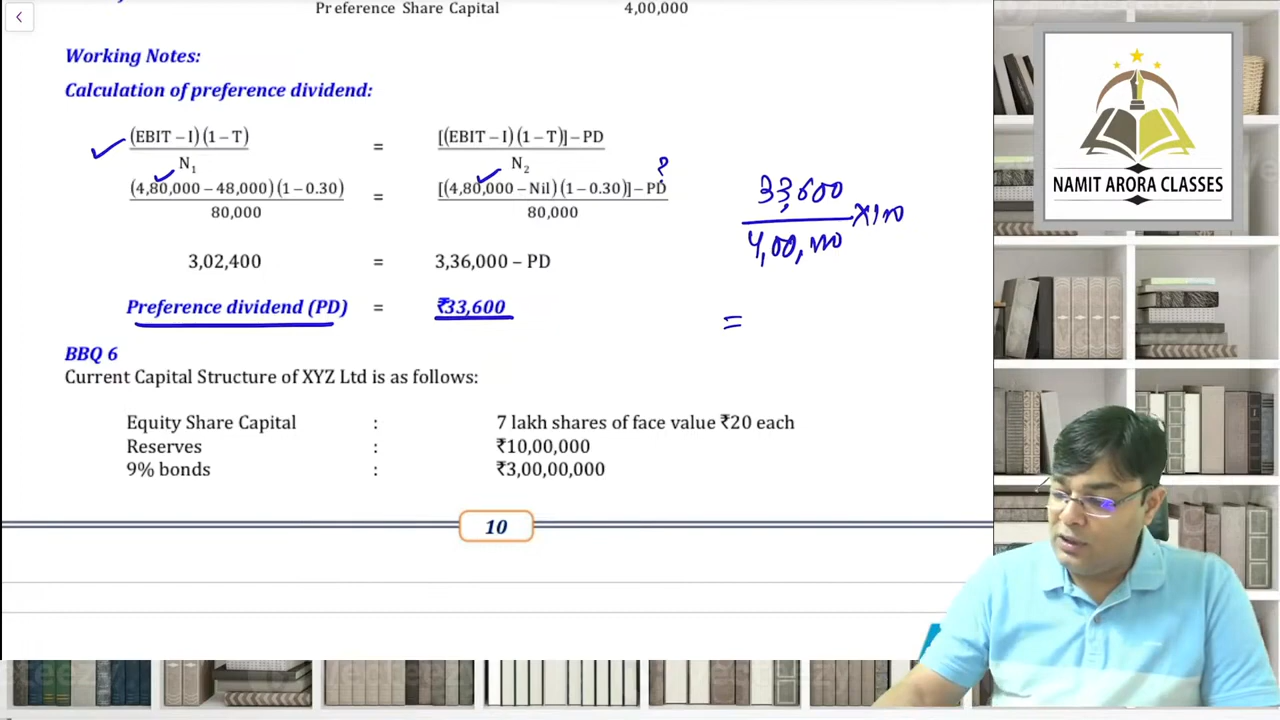 Preference Share Capital 4,00,000
Working Notes:
Calculation of preference dividend:
(EBIT – I) (1 – T) / N₁ = [(EBIT – I) (1 – T)] – PD / N₂
(4,80,000 – 48,000) (1 – 0.30) / 80,000 = [(4,80,000 – Nil) (1 – 0.30)] – PD / 80,000
?
33,600 / 4,00,000 ×100
3,02,400 = 3,36,000 – PD
Preference dividend (PD) = ₹33,600
=
BBQ 6
Current Capital Structure of XYZ Ltd is as follows:
Equity Share Capital : 7 lakh shares of face value ₹20 each
Reserves : ₹10,00,000
9% bonds : ₹3,00,00,000
10
NAMIT ARORA CLASSES